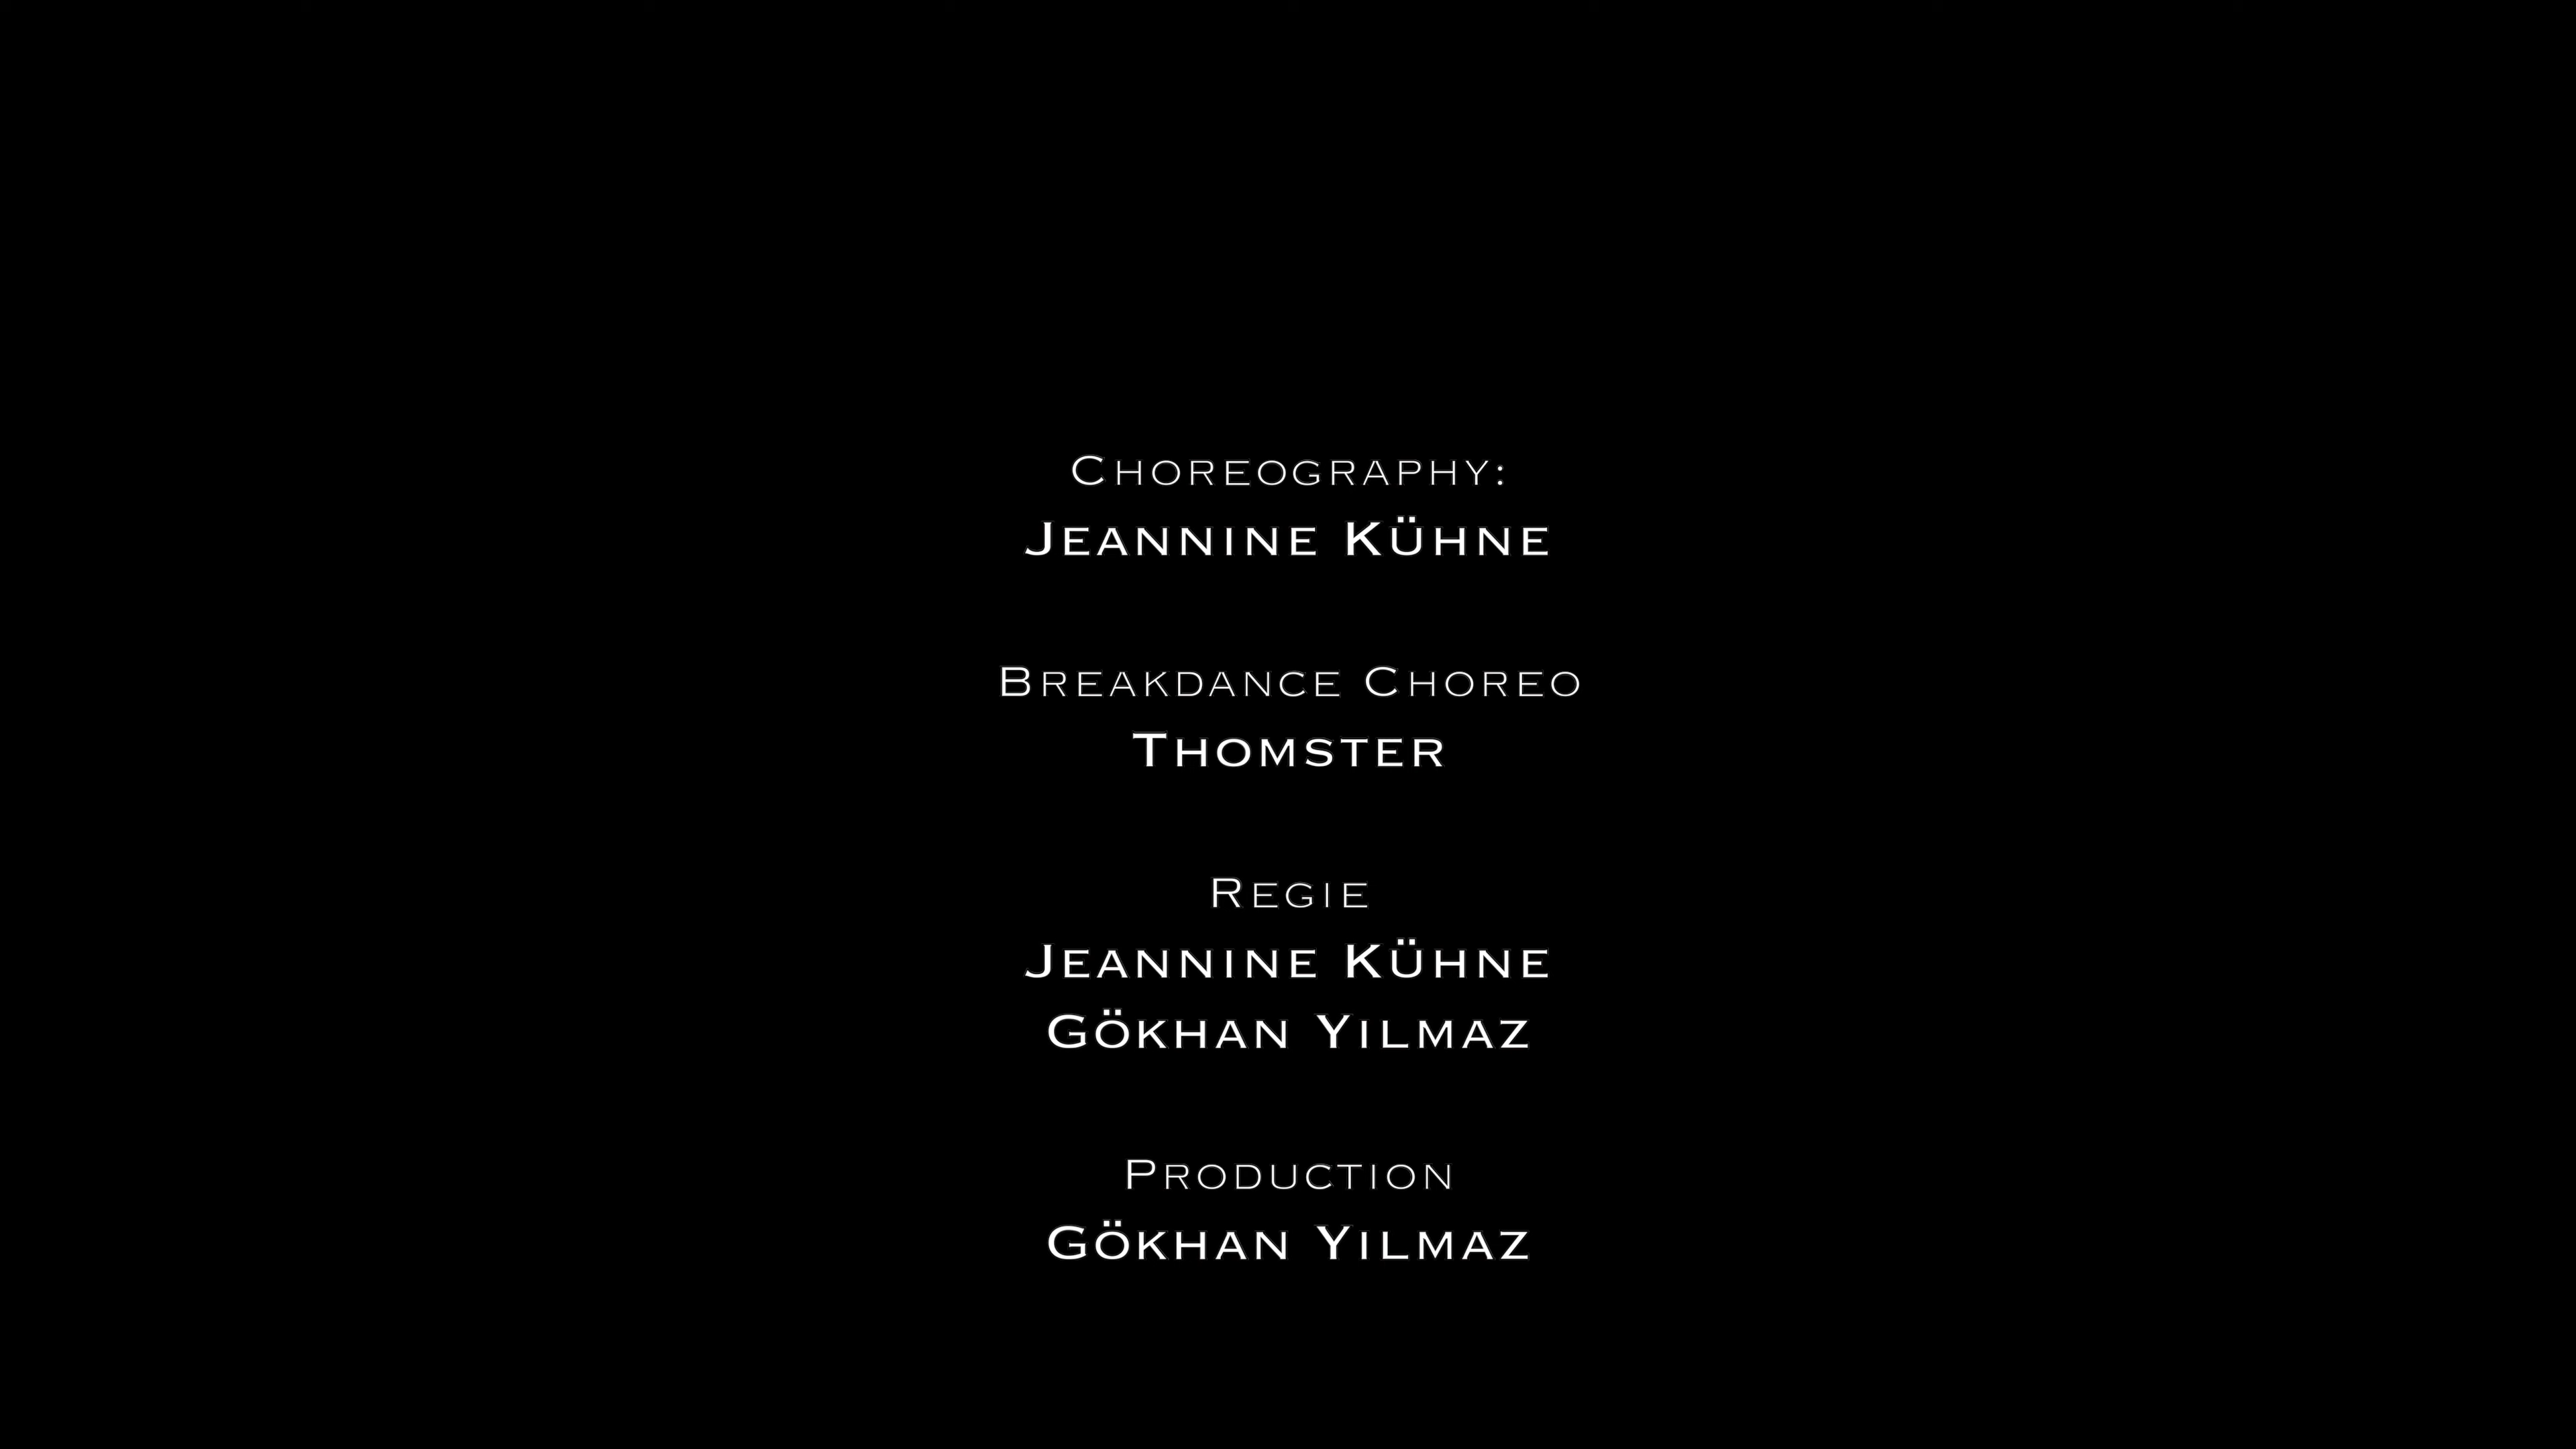 Choreography:
Jeannine Kühne
Breakdance Choreo
Thomster
Regie
Jeannine Kühne
Gökhan Yilmaz
Production
Gökhan Yilmaz